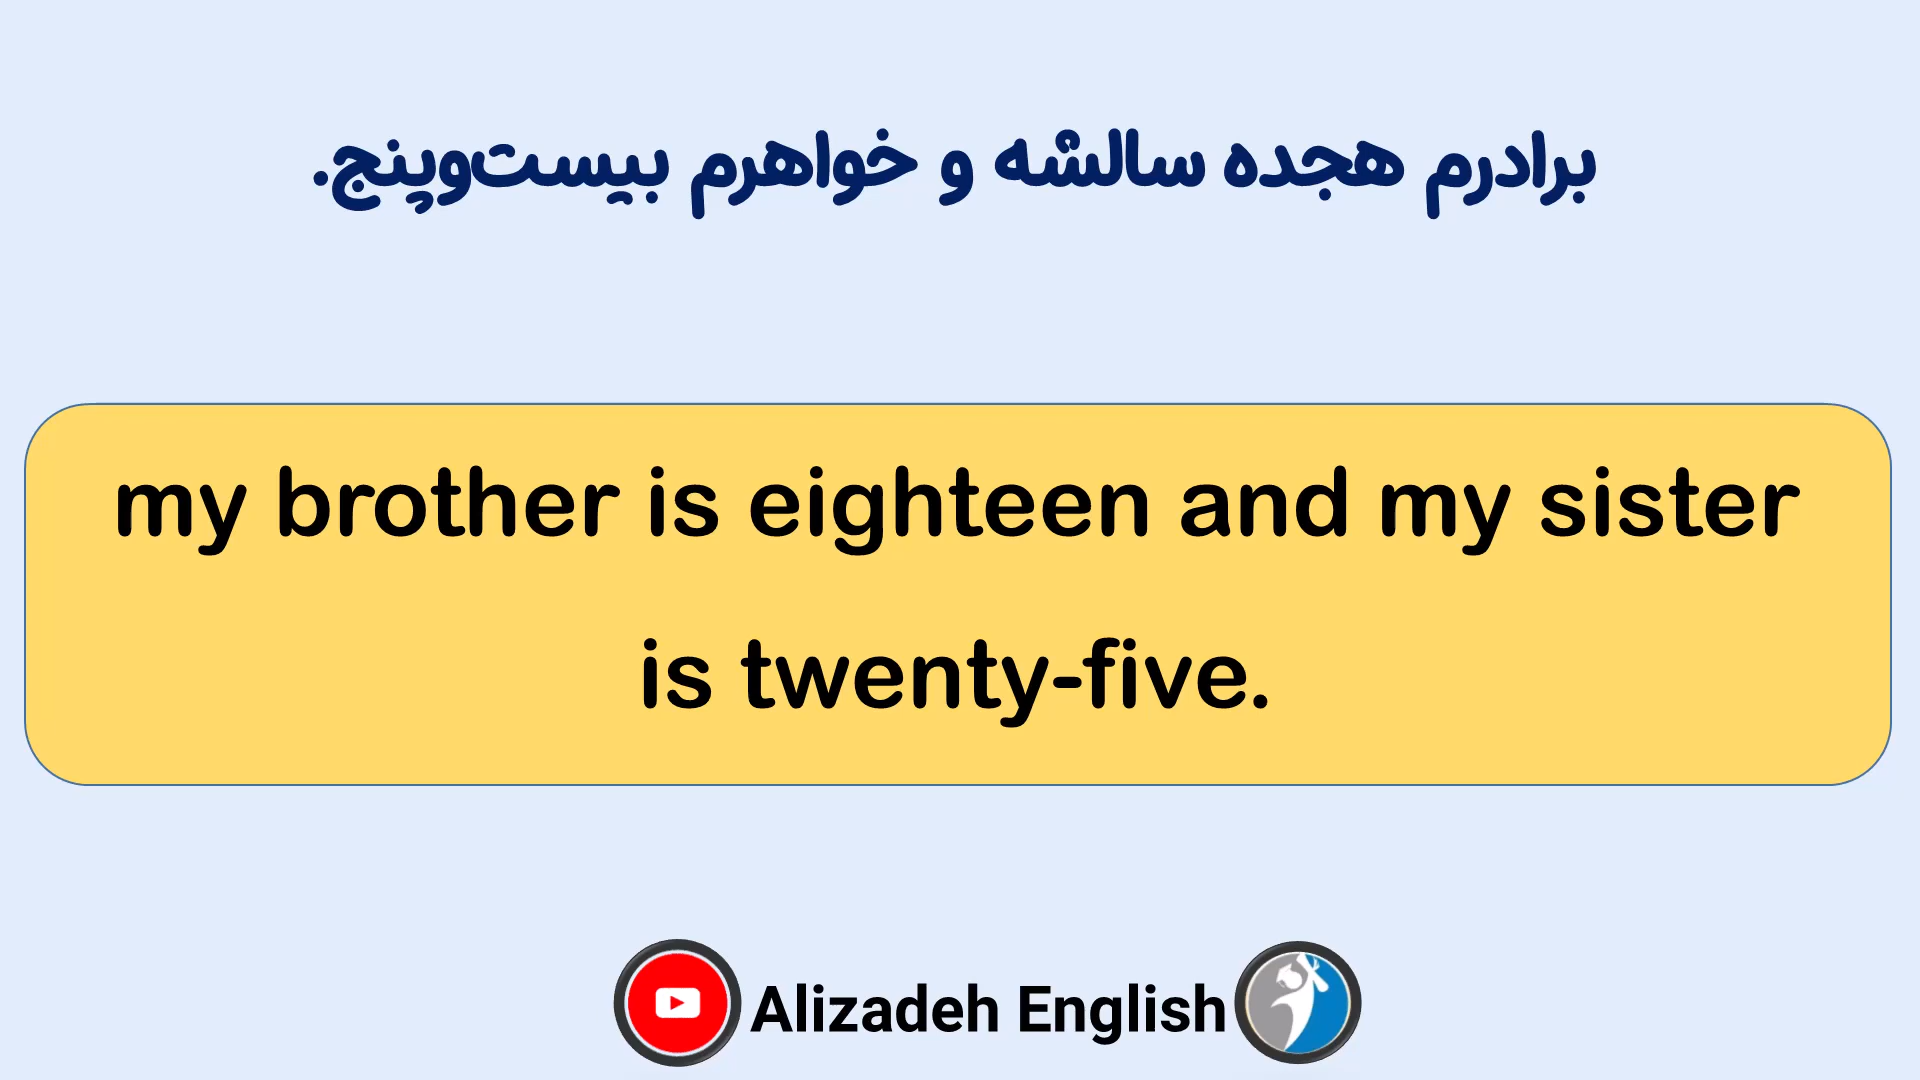 برادرم هجده سالشه و خواهرم بیست‌وپنج.
my brother is eighteen and my sister
is twenty-five.
Alizadeh English